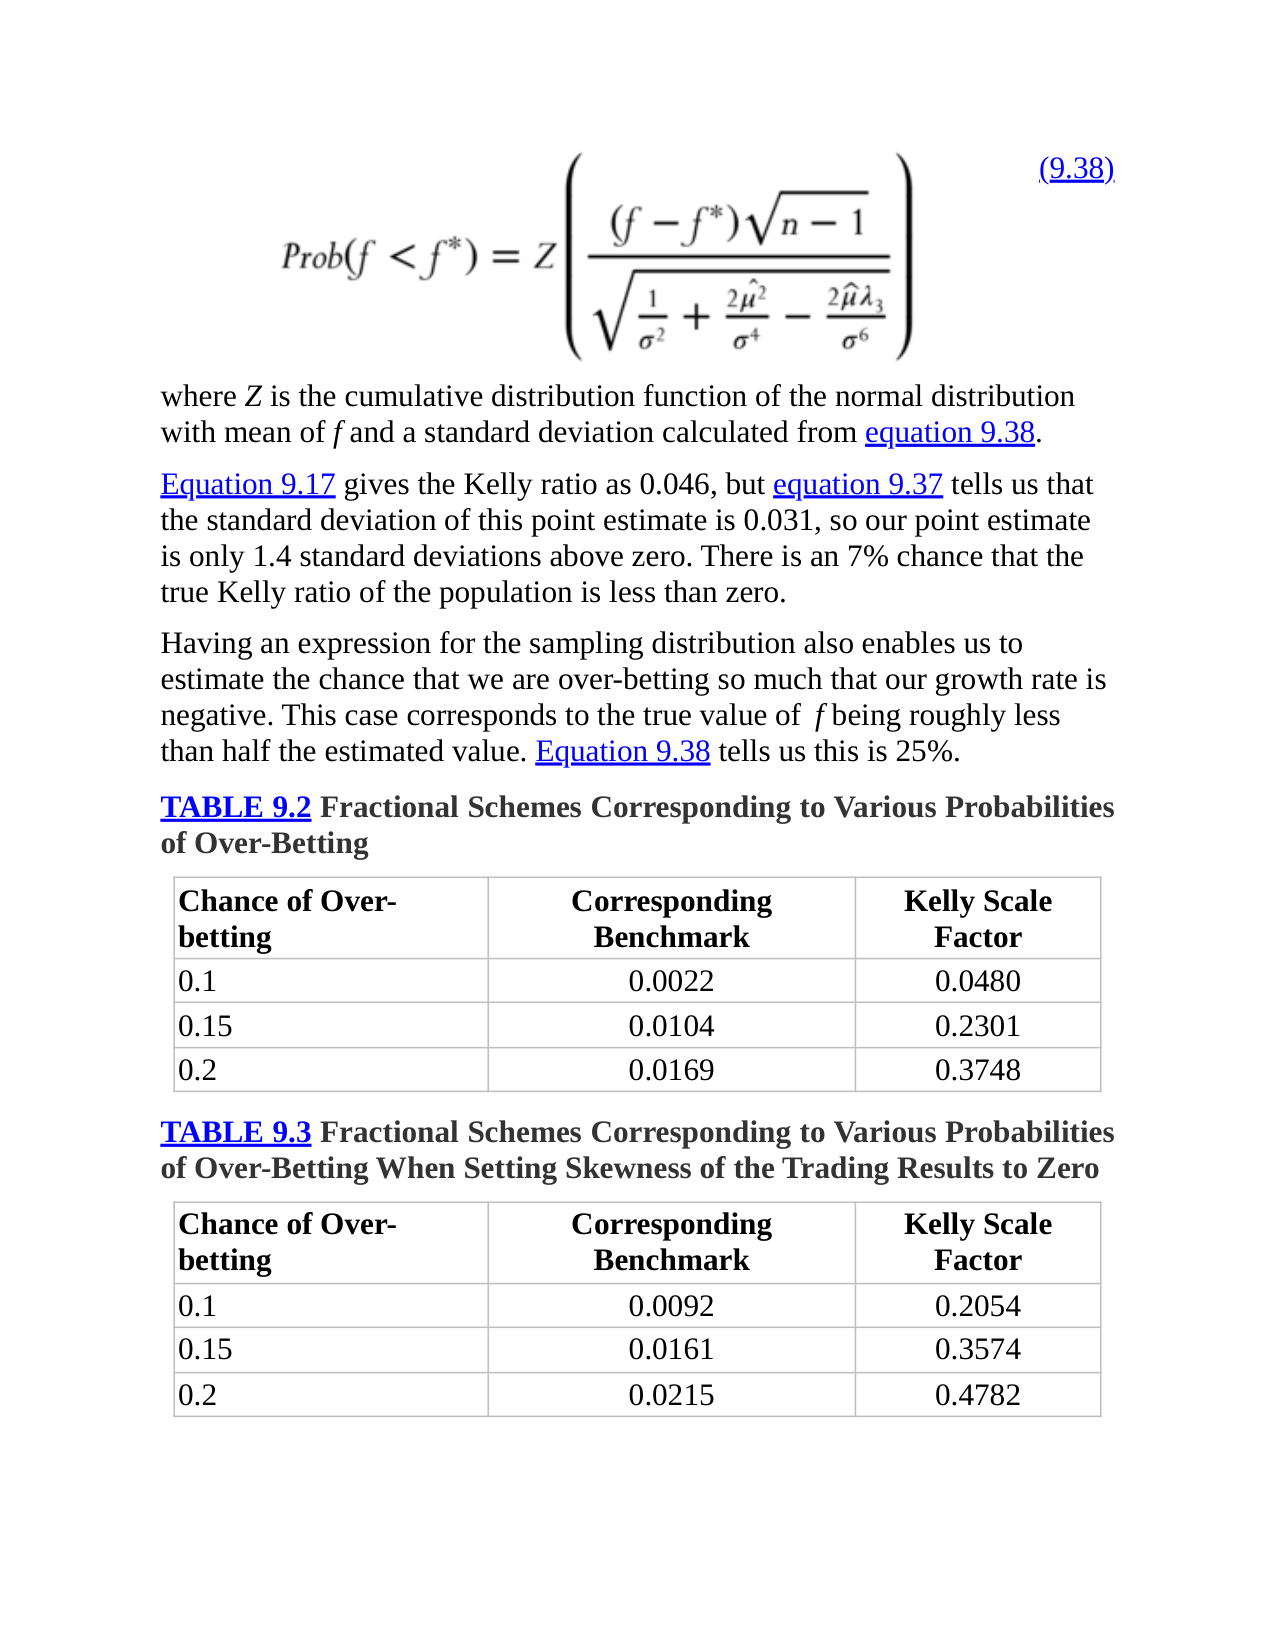 (9.38)
Prob(f < f*) = Z( (f − f*)√(n − 1) / √(1/σ² + 2μ̂²/σ⁴ − 2μ̂λ₃/σ⁶) )
where Z is the cumulative distribution function of the normal distribution
with mean of f and a standard deviation calculated from equation 9.38.
Equation 9.17 gives the Kelly ratio as 0.046, but equation 9.37 tells us that
the standard deviation of this point estimate is 0.031, so our point estimate
is only 1.4 standard deviations above zero. There is an 7% chance that the
true Kelly ratio of the population is less than zero.
Having an expression for the sampling distribution also enables us to
estimate the chance that we are over-betting so much that our growth rate is
negative. This case corresponds to the true value of f being roughly less
than half the estimated value. Equation 9.38 tells us this is 25%.
TABLE 9.2 Fractional Schemes Corresponding to Various Probabilities
of Over-Betting
Chance of Over- Corresponding Kelly Scale
betting Benchmark Factor
0.1 0.0022 0.0480
0.15 0.0104 0.2301
0.2 0.0169 0.3748
TABLE 9.3 Fractional Schemes Corresponding to Various Probabilities
of Over-Betting When Setting Skewness of the Trading Results to Zero
Chance of Over- Corresponding Kelly Scale
betting Benchmark Factor
0.1 0.0092 0.2054
0.15 0.0161 0.3574
0.2 0.0215 0.4782